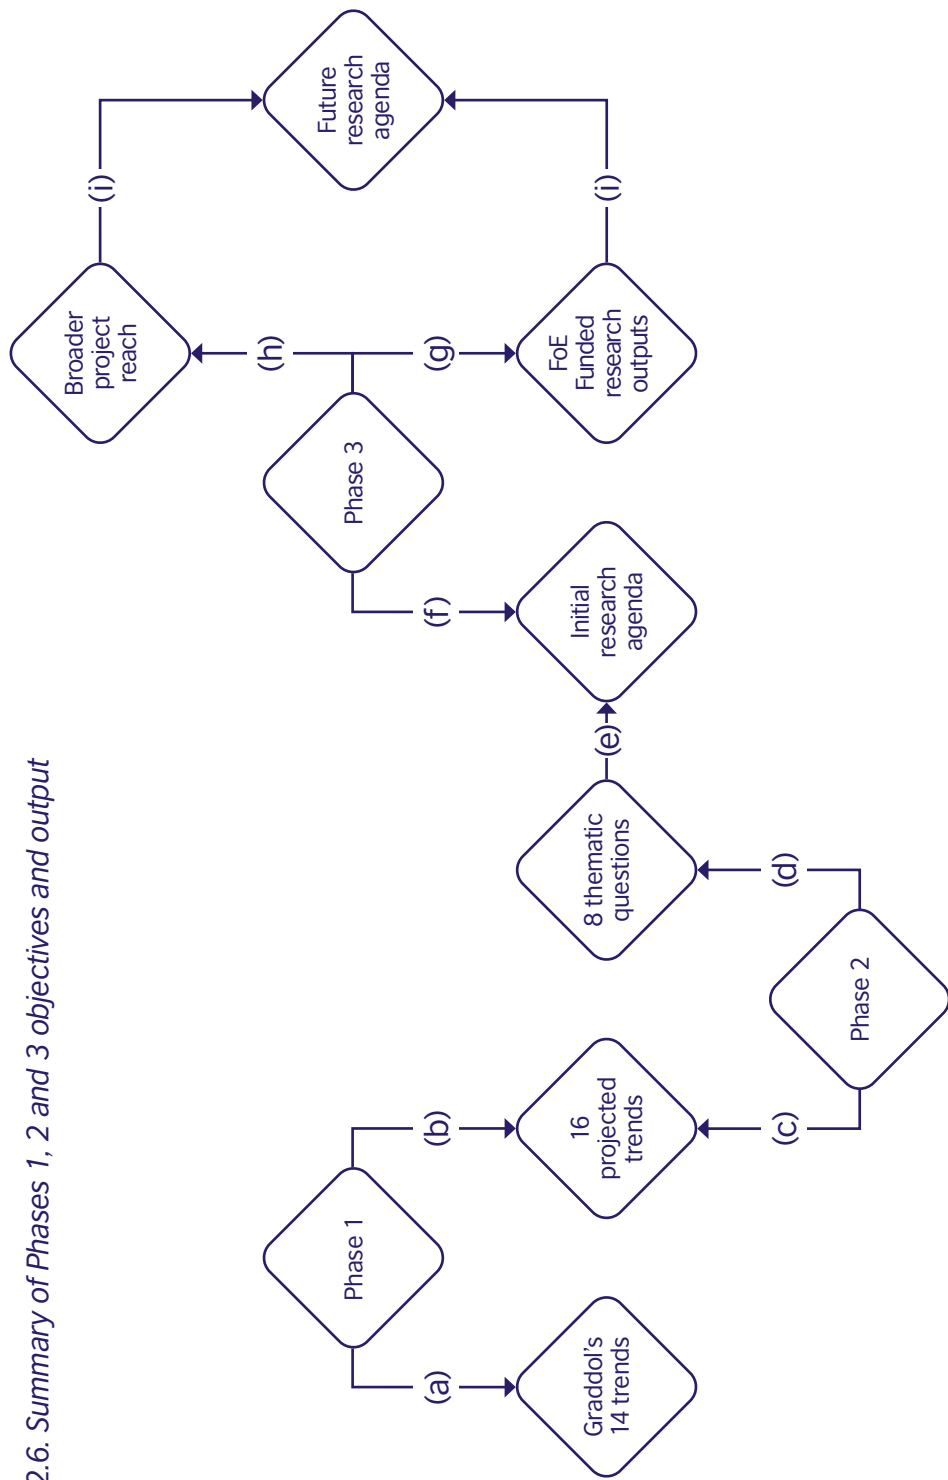 2.6. Summary of Phases 1, 2 and 3 objectives and output
Graddol's
14 trends
(a)
Phase 1
(b)
16
projected
trends
(c)
Phase 2
(d)
8 thematic
questions
(e)
Initial
research
agenda
(f)
Phase 3
(h)
(g)
Broader
project
reach
FoE
Funded
research
outputs
(i)
(i)
Future
research
agenda